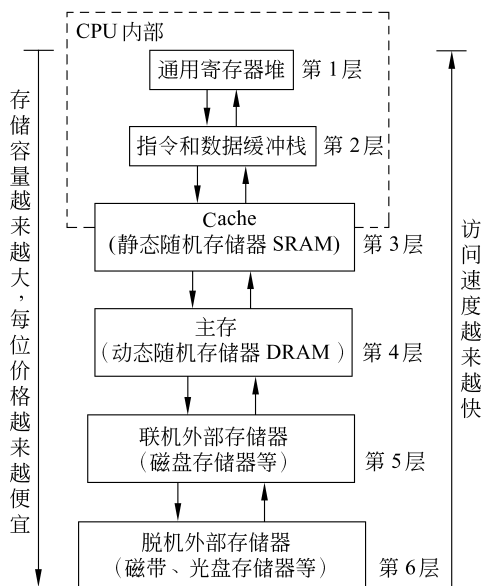 CPU内部
通用寄存器堆 第1层
指令和数据缓冲栈 第2层
Cache
(静态随机存储器 SRAM) 第3层
主存
(动态随机存储器 DRAM) 第4层
联机外部存储器
(磁盘存储器等) 第5层
脱机外部存储器
(磁带、光盘存储器等) 第6层
存储容量越来越大,每位价格越来越便宜
访问速度越来越快